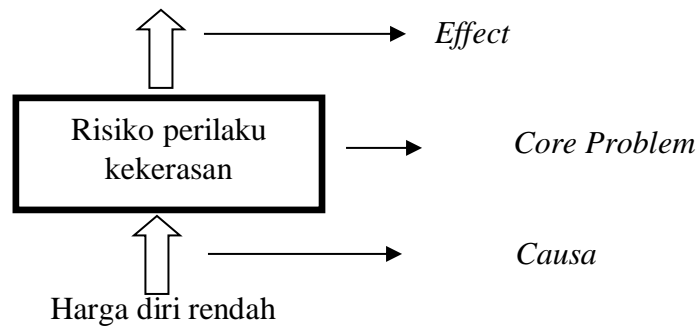 Effect
Risiko perilaku
kekerasan
Core Problem
Causa
Harga diri rendah